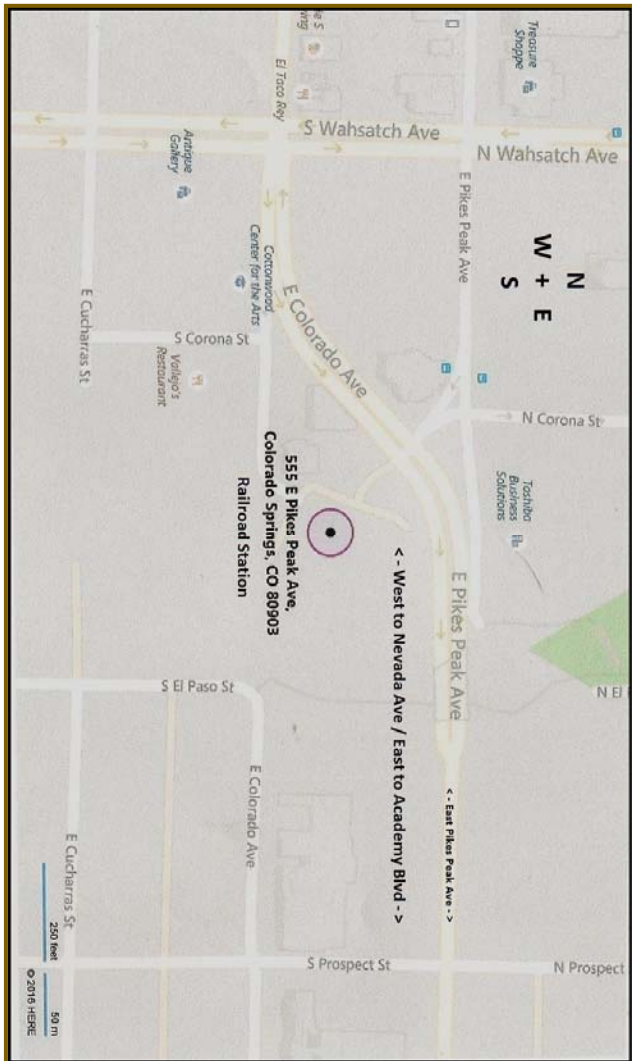 Treasure
Shoppe
N Wahsatch Ave
S Wahsatch Ave
El Taco Rey
Antique
Gallery
N
W + E
S
E Pikes Peak Ave
N Corona St
Toshiba
Business
Solutions
E Colorado Ave
Cottonwood
Center for the Arts
S Corona St
Vallejo's
Restaurant
E Cucharras St
E Pikes Peak Ave
<- East Pikes Peak Ave ->
<- West to Nevada Ave / East to Academy Blvd ->
555 E Pikes Peak Ave,
Colorado Springs, CO 80903
Railroad Station
N El
S El Paso St
E Colorado Ave
E Cucharras St
N Prospect
S Prospect St
250 feet
50 m
© 2016 HERE